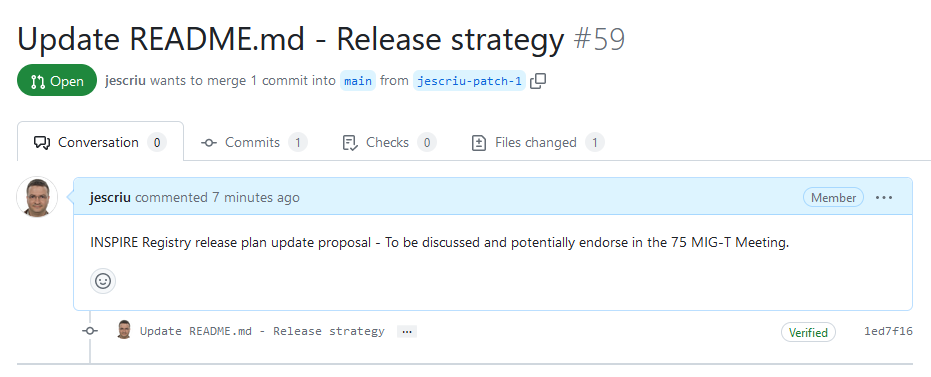 Update README.md - Release strategy #59
Open jescriu wants to merge 1 commit into main from jescriu-patch-1
Conversation 0 Commits 1 Checks 0 Files changed 1
jescriu commented 7 minutes ago Member
INSPIRE Registry release plan update proposal - To be discussed and potentially endorse in the 75 MIG-T Meeting.
Update README.md - Release strategy ... Verified 1ed7f16